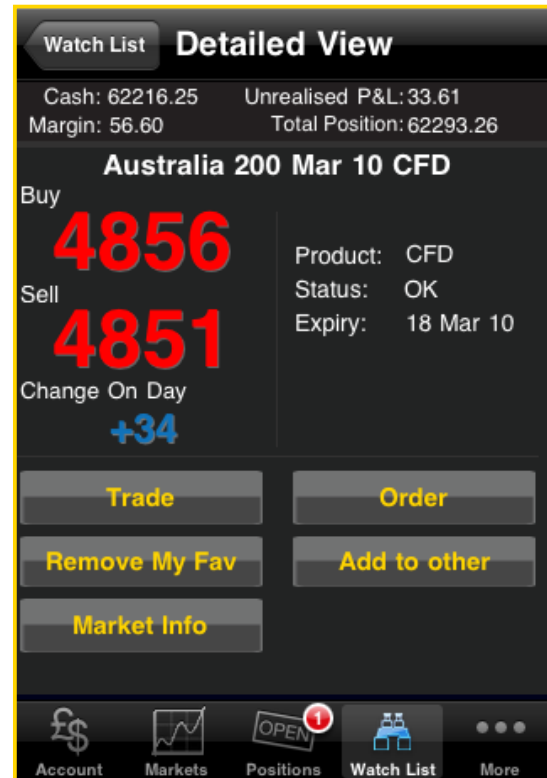 Watch List Detailed View
Cash: 62216.25 Unrealised P&L: 33.61
Margin: 56.60 Total Position: 62293.26
Australia 200 Mar 10 CFD
Buy
4856
Product: CFD
Sell
Status: OK
4851
Expiry: 18 Mar 10
Change On Day
+34
Trade Order
Remove My Fav Add to other
Market Info
£$ OPEN 1
Account Markets Positions Watch List More